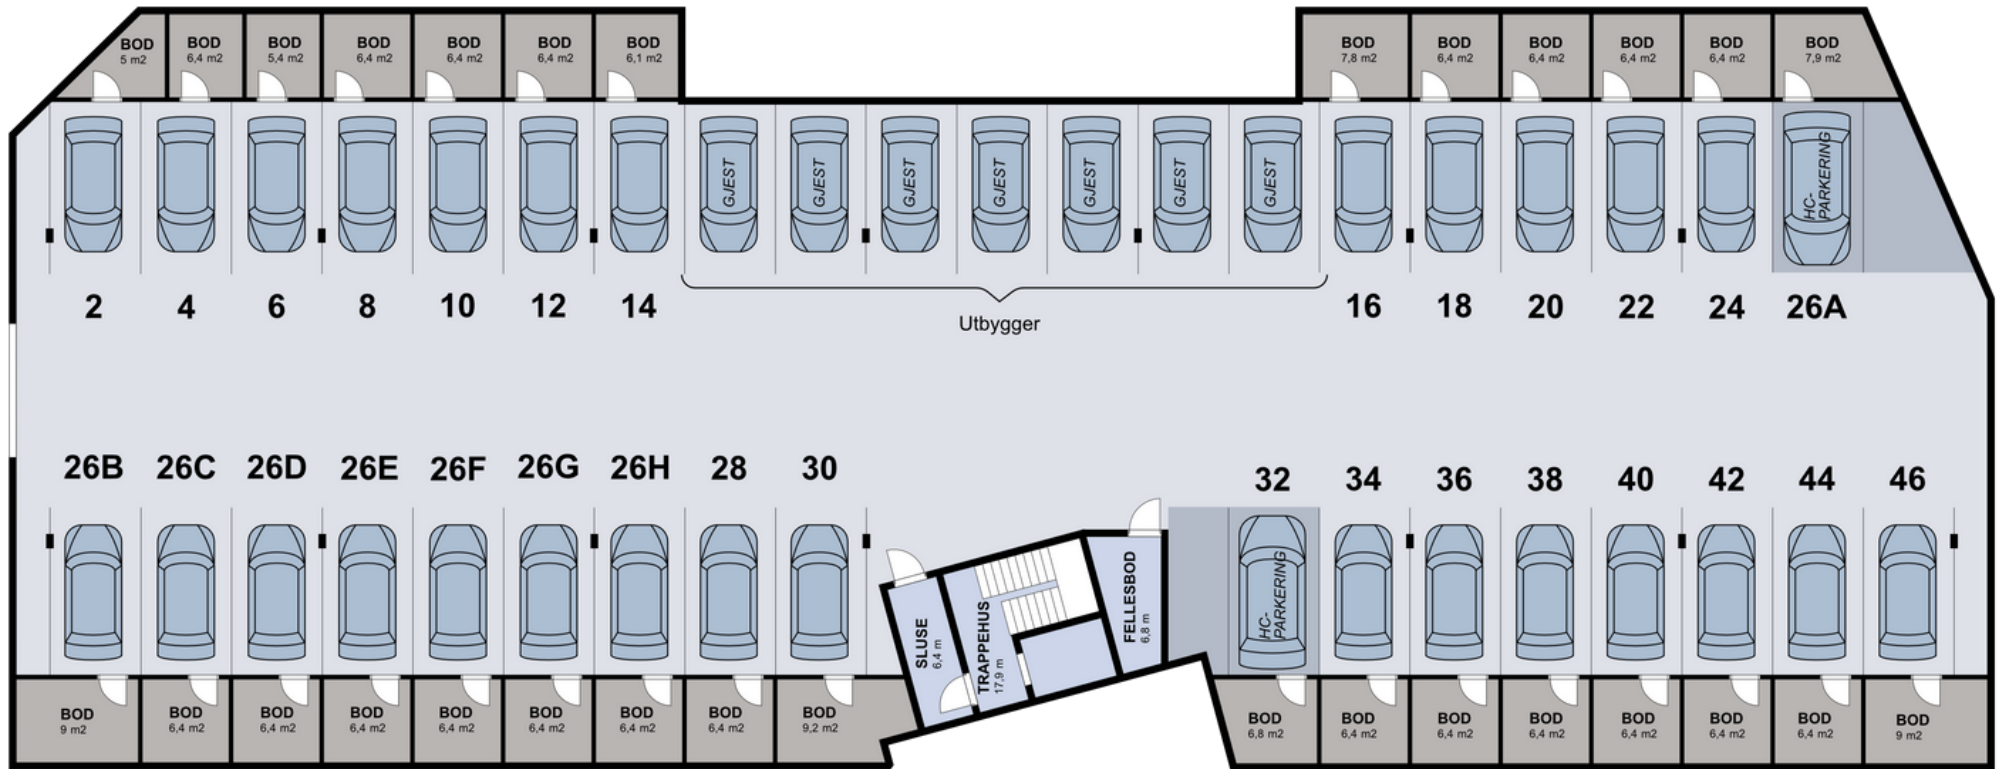 BOD
5 m2
BOD
6,4 m2
BOD
5,4 m2
BOD
6,4 m2
BOD
6,4 m2
BOD
6,4 m2
BOD
6,1 m2
BOD
7,8 m2
BOD
6,4 m2
BOD
6,4 m2
BOD
6,4 m2
BOD
6,4 m2
BOD
7,9 m2
GJEST
GJEST
GJEST
GJEST
GJEST
GJEST
GJEST
HC-
PARKERING
2
4
6
8
10
12
14
16
18
20
22
24
26A
Utbygger
26B
26C
26D
26E
26F
26G
26H
28
30
32
34
36
38
40
42
44
46
SLUSE
6,4 m
TRAPPEHUS
17,9 m
FELLESBOD
6,8 m
HC-
PARKERING
BOD
9 m2
BOD
6,4 m2
BOD
6,4 m2
BOD
6,4 m2
BOD
6,4 m2
BOD
6,4 m2
BOD
6,4 m2
BOD
6,4 m2
BOD
9,2 m2
BOD
6,8 m2
BOD
6,4 m2
BOD
6,4 m2
BOD
6,4 m2
BOD
6,4 m2
BOD
6,4 m2
BOD
6,4 m2
BOD
9 m2